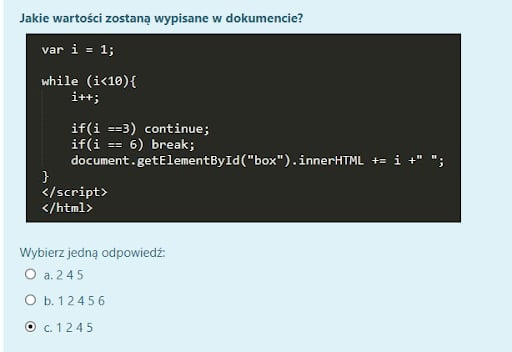 Jakie wartości zostaną wypisane w dokumencie?
var i = 1;
while (i<10){
i++;
if(i ==3) continue;
if(i == 6) break;
document.getElementById("box").innerHTML += i +" ";
}
</script>
</html>
Wybierz jedną odpowiedź:
a. 2 4 5
b. 1 2 4 5 6
c. 1 2 4 5